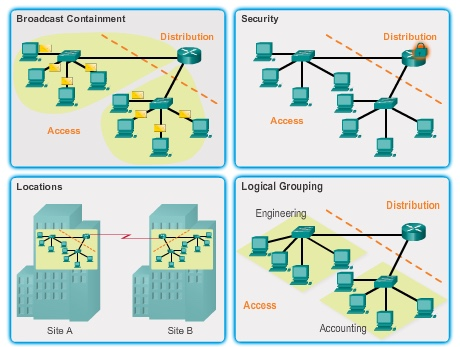 Broadcast Containment
Distribution
Access
Security
Distribution
Access
Locations
Site A
Site B
Logical Grouping
Engineering
Distribution
Access
Accounting